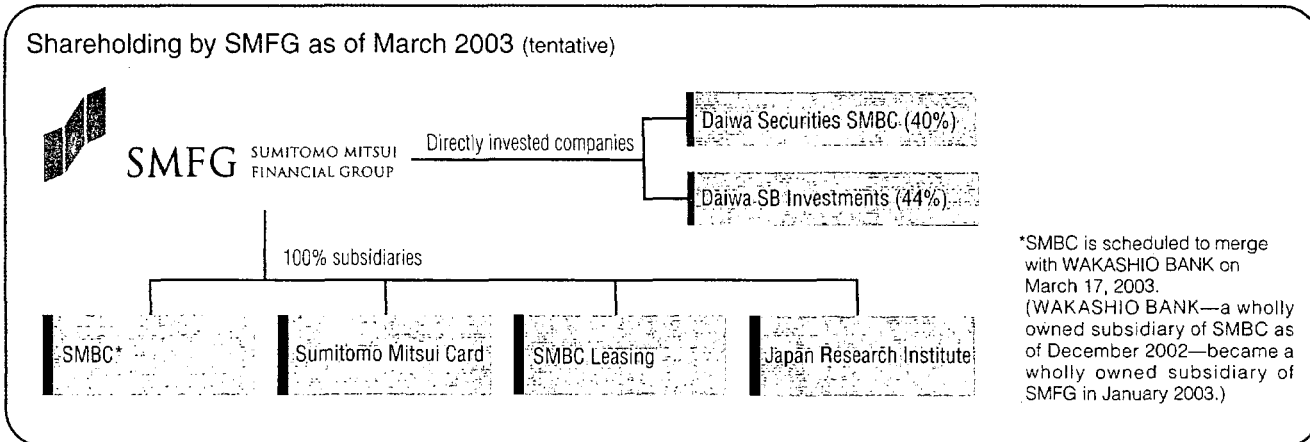 Shareholding by SMFG as of March 2003 (tentative)
SMFG SUMITOMO MITSUI
FINANCIAL GROUP
Directly invested companies
Daiwa Securities SMBC (40%)
Daiwa SB Investments (44%)
100% subsidiaries
SMBC*
Sumitomo Mitsui Card
SMBC Leasing
Japan Research Institute
*SMBC is scheduled to merge
with WAKASHIO BANK on
March 17, 2003.
(WAKASHIO BANK—a wholly
owned subsidiary of SMBC as
of December 2002—became a
wholly owned subsidiary of
SMFG in January 2003.)